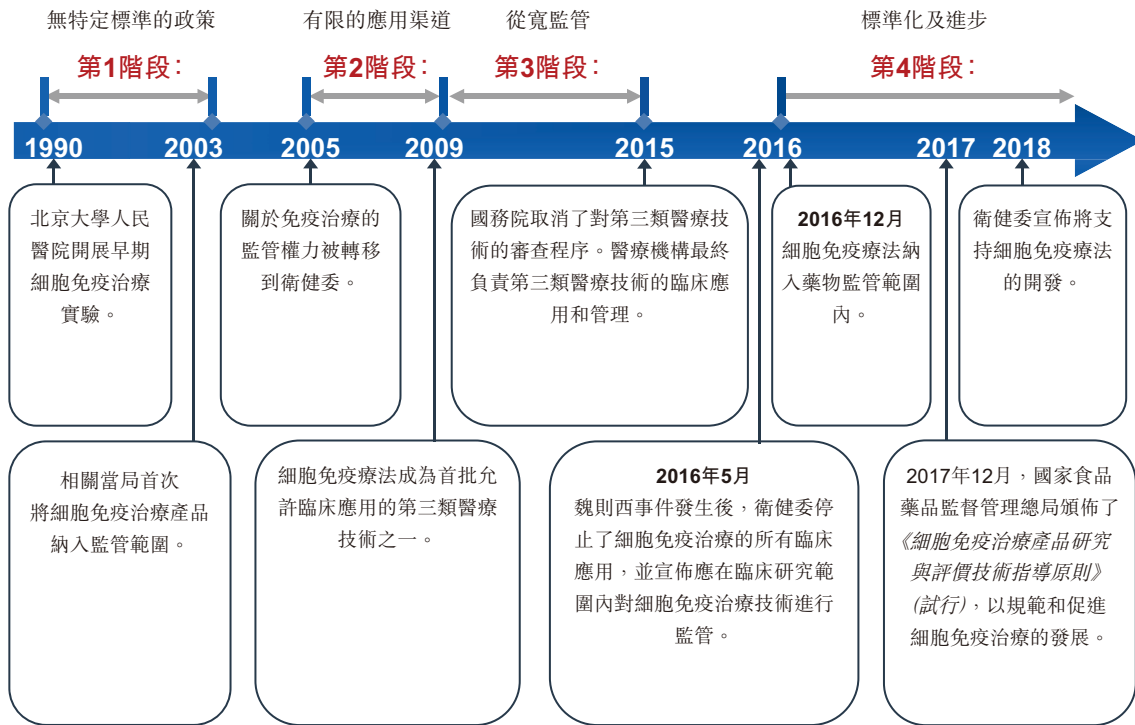 無特定標準的政策
有限的應用渠道
從寬監管
標準化及進步
第1階段：
第2階段：
第3階段：
第4階段：
1990
2003
2005
2009
2015
2016
2017
2018
北京大學人民
醫院開展早期
細胞免疫治療
實驗。
關於免疫治療的
監管權力被轉移
到衛健委。
國務院取消了對第三類醫療技
術的審查程序。醫療機構最終
負責第三類醫療技術的臨床應
用和管理。
2016年12月
細胞免疫療法納
入藥物監管範圍
內。
衛健委宣佈將支
持細胞免疫療法
的開發。
相關當局首次
將細胞免疫治療產品
納入監管範圍。
細胞免疫療法成為首批允
許臨床應用的第三類醫療
技術之一。
2016年5月
魏則西事件發生後，衛健委停
止了細胞免疫治療的所有臨床
應用，並宣佈應在臨床研究範
圍內對細胞免疫治療技術進行
監管。
2017年12月，國家食品
藥品監督管理總局頒佈了
《細胞免疫治療產品研究
與評價技術指導原則》
(試行)，以規範和促進
細胞免疫治療的發展。